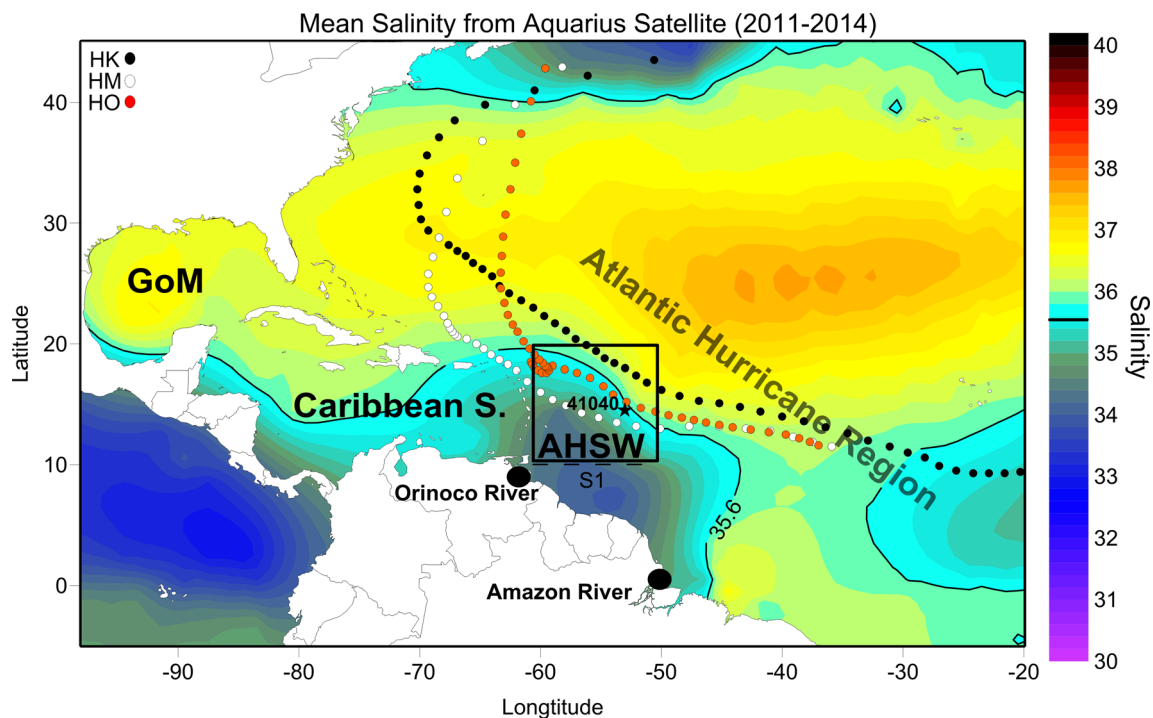 Mean Salinity from Aquarius Satellite (2011-2014)
HK
HM
HO
GoM
Caribbean S.
Atlantic Hurricane Region
41040
AHSW
S1
Orinoco River
Amazon River
35.6
Latitude
40
30
20
10
0
-90
-80
-70
-60
-50
-40
-30
-20
Longtitude
40
39
38
37
36
35
34
33
32
31
30
Salinity